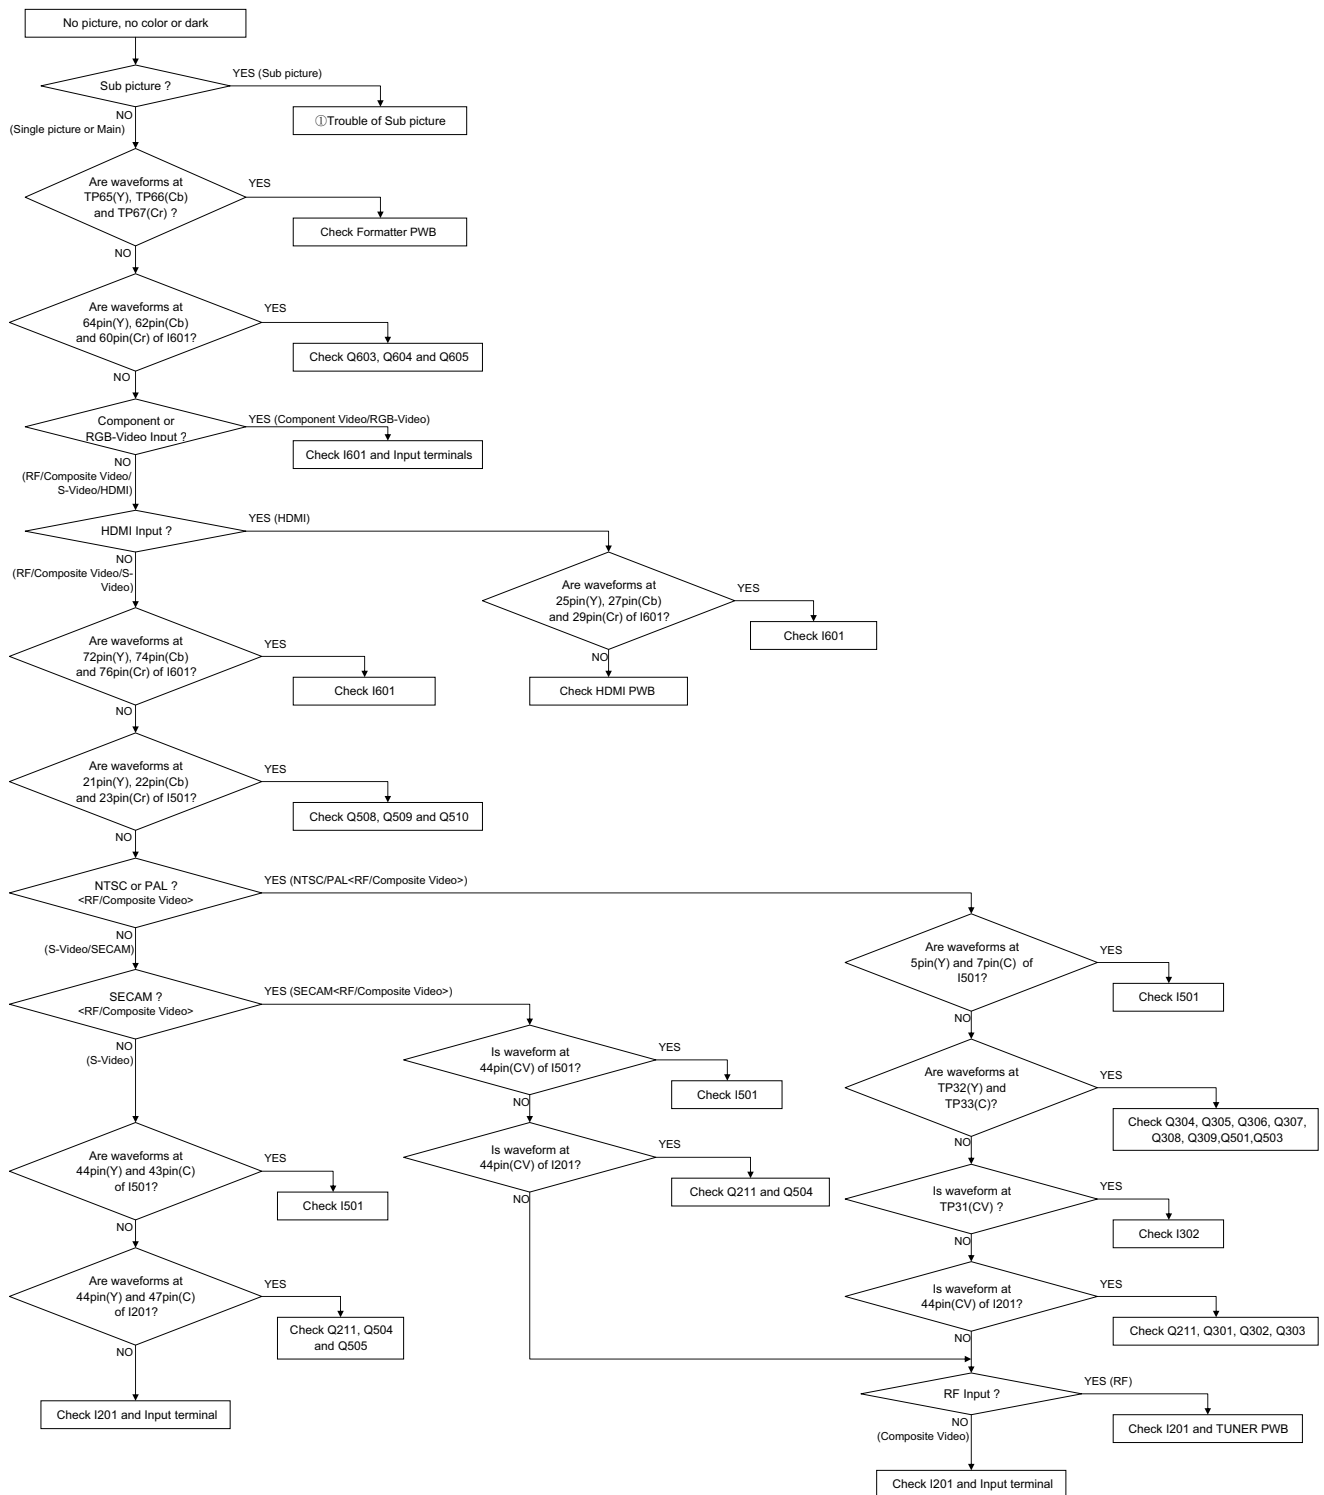 No picture, no color or dark
Sub picture ?
YES (Sub picture)
①Trouble of Sub picture
NO
(Single picture or Main)
Are waveforms at
TP65(Y), TP66(Cb)
and TP67(Cr) ?
YES
Check Formatter PWB
NO
Are waveforms at
64pin(Y), 62pin(Cb)
and 60pin(Cr) of I601?
YES
Check Q603, Q604 and Q605
NO
Component or
RGB-Video Input ?
YES (Component Video/RGB-Video)
Check I601 and Input terminals
NO
(RF/Composite Video/
S-Video/HDMI)
HDMI Input ?
YES (HDMI)
NO
(RF/Composite Video/S-
Video)
Are waveforms at
25pin(Y), 27pin(Cb)
and 29pin(Cr) of I601?
YES
Check I601
NO
Check HDMI PWB
Are waveforms at
72pin(Y), 74pin(Cb)
and 76pin(Cr) of I601?
YES
Check I601
NO
Are waveforms at
21pin(Y), 22pin(Cb)
and 23pin(Cr) of I501?
YES
Check Q508, Q509 and Q510
NO
NTSC or PAL ?
<RF/Composite Video>
YES (NTSC/PAL<RF/Composite Video>)
NO
(S-Video/SECAM)
SECAM ?
<RF/Composite Video>
YES (SECAM<RF/Composite Video>)
NO
(S-Video)
Are waveforms at
44pin(Y) and 43pin(C)
of I501?
YES
Check I501
NO
Are waveforms at
44pin(Y) and 47pin(C)
of I201?
YES
Check Q211, Q504
and Q505
NO
Check I201 and Input terminal
Is waveform at
44pin(CV) of I501?
YES
Check I501
NO
Is waveform at
44pin(CV) of I201?
YES
Check Q211 and Q504
NO
Are waveforms at
5pin(Y) and 7pin(C) of
I501?
YES
Check I501
NO
Are waveforms at
TP32(Y) and
TP33(C)?
YES
Check Q304, Q305, Q306, Q307,
Q308, Q309,Q501,Q503
NO
Is waveform at
TP31(CV) ?
YES
Check I302
NO
Is waveform at
44pin(CV) of I201?
YES
Check Q211, Q301, Q302, Q303
NO
RF Input ?
YES (RF)
Check I201 and TUNER PWB
NO
(Composite Video)
Check I201 and Input terminal